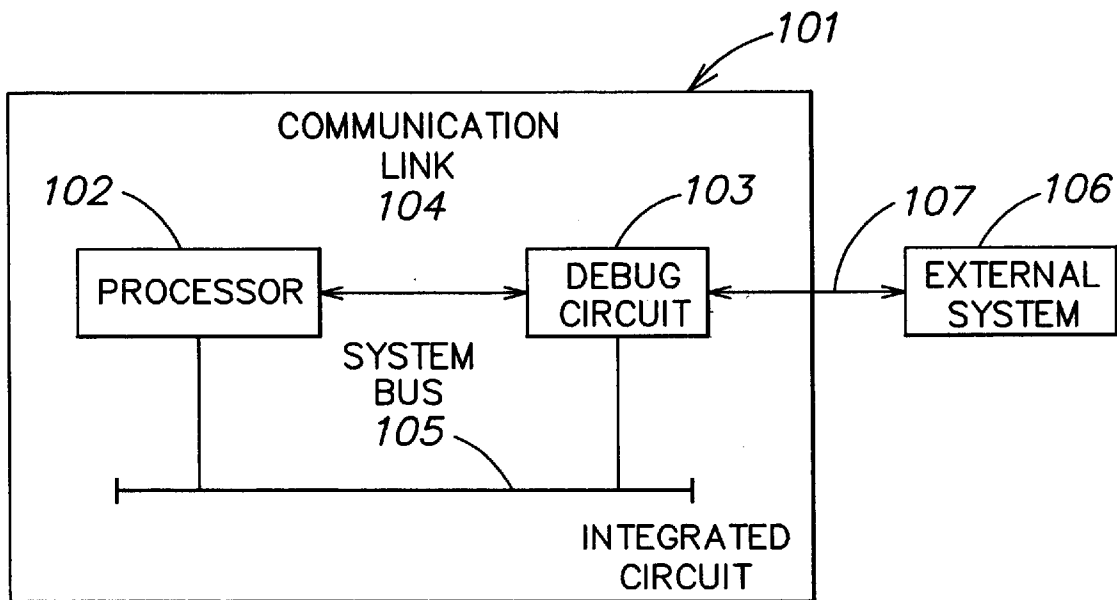 101
COMMUNICATION
LINK
104
102
103
107
106
PROCESSOR
DEBUG
CIRCUIT
EXTERNAL
SYSTEM
SYSTEM
BUS
105
INTEGRATED
CIRCUIT